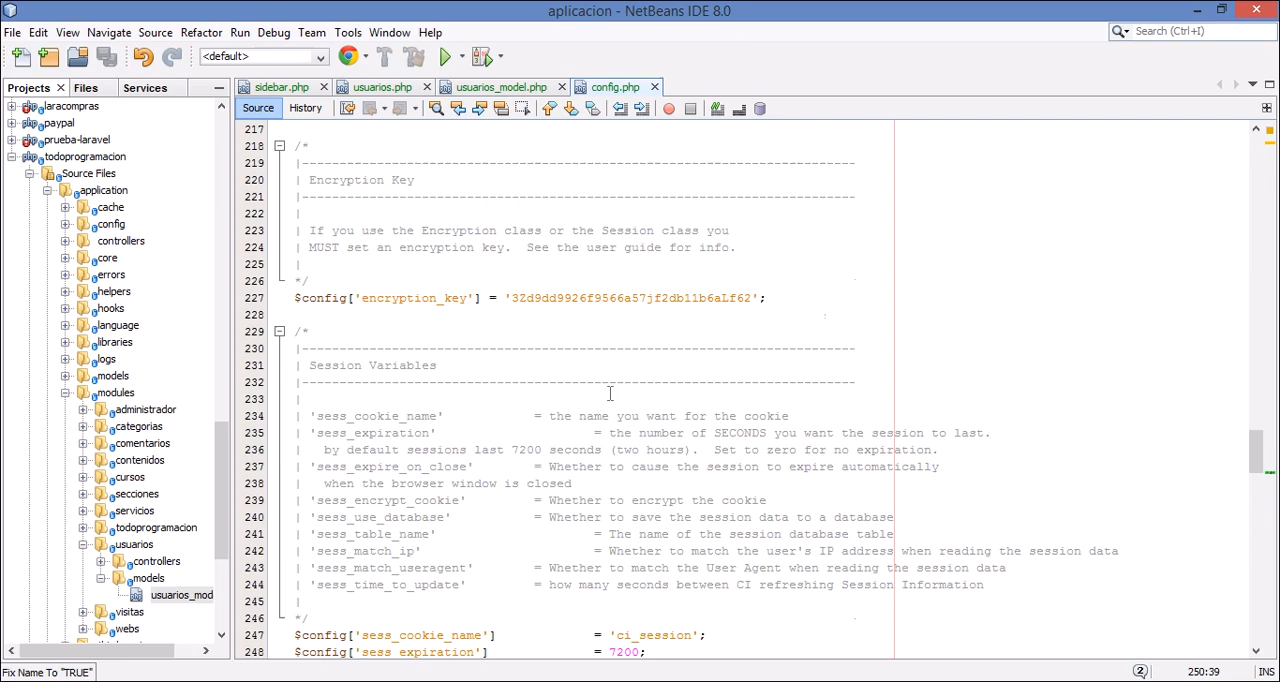 aplicacion - NetBeans IDE 8.0
File Edit View Navigate Source Refactor Run Debug Team Tools Window Help
Search (Ctrl+I)
<default>
Projects Files Services
sidebar.php usuarios.php usuarios_model.php config.php
Source History
laracompras
paypal
prueba-laravel
todoprogramacion
Source Files
application
cache
config
controllers
core
errors
helpers
hooks
language
libraries
logs
models
modules
administrador
categorias
comentarios
contenidos
cursos
secciones
servicios
todoprogramacion
usuarios
controllers
models
usuarios_mod
visitas
webs
217
218 /*
219 |--------------------------------------------------------------------------
220 | Encryption Key
221 |--------------------------------------------------------------------------
222 |
223 | If you use the Encryption class or the Session class you
224 | MUST set an encryption key.  See the user guide for info.
225 |
226 */
227 $config['encryption_key'] = '3Zd9dd9926f9566a57jf2db11b6aLf62';
228
229 /*
230 |--------------------------------------------------------------------------
231 | Session Variables
232 |--------------------------------------------------------------------------
233 |
234 | 'sess_cookie_name' = the name you want for the cookie
235 | 'sess_expiration' = the number of SECONDS you want the session to last.
236 | by default sessions last 7200 seconds (two hours).  Set to zero for no expiration.
237 | 'sess_expire_on_close' = Whether to cause the session to expire automatically
238 | when the browser window is closed
239 | 'sess_encrypt_cookie' = Whether to encrypt the cookie
240 | 'sess_use_database' = Whether to save the session data to a database
241 | 'sess_table_name' = The name of the session database table
242 | 'sess_match_ip' = Whether to match the user's IP address when reading the session data
243 | 'sess_match_useragent' = Whether to match the User Agent when reading the session data
244 | 'sess_time_to_update' = how many seconds between CI refreshing Session Information
245 |
246 */
247 $config['sess_cookie_name'] = 'ci_session';
248 $config['sess_expiration'] = 7200;
Fix Name To "TRUE"
2 250:39 INS